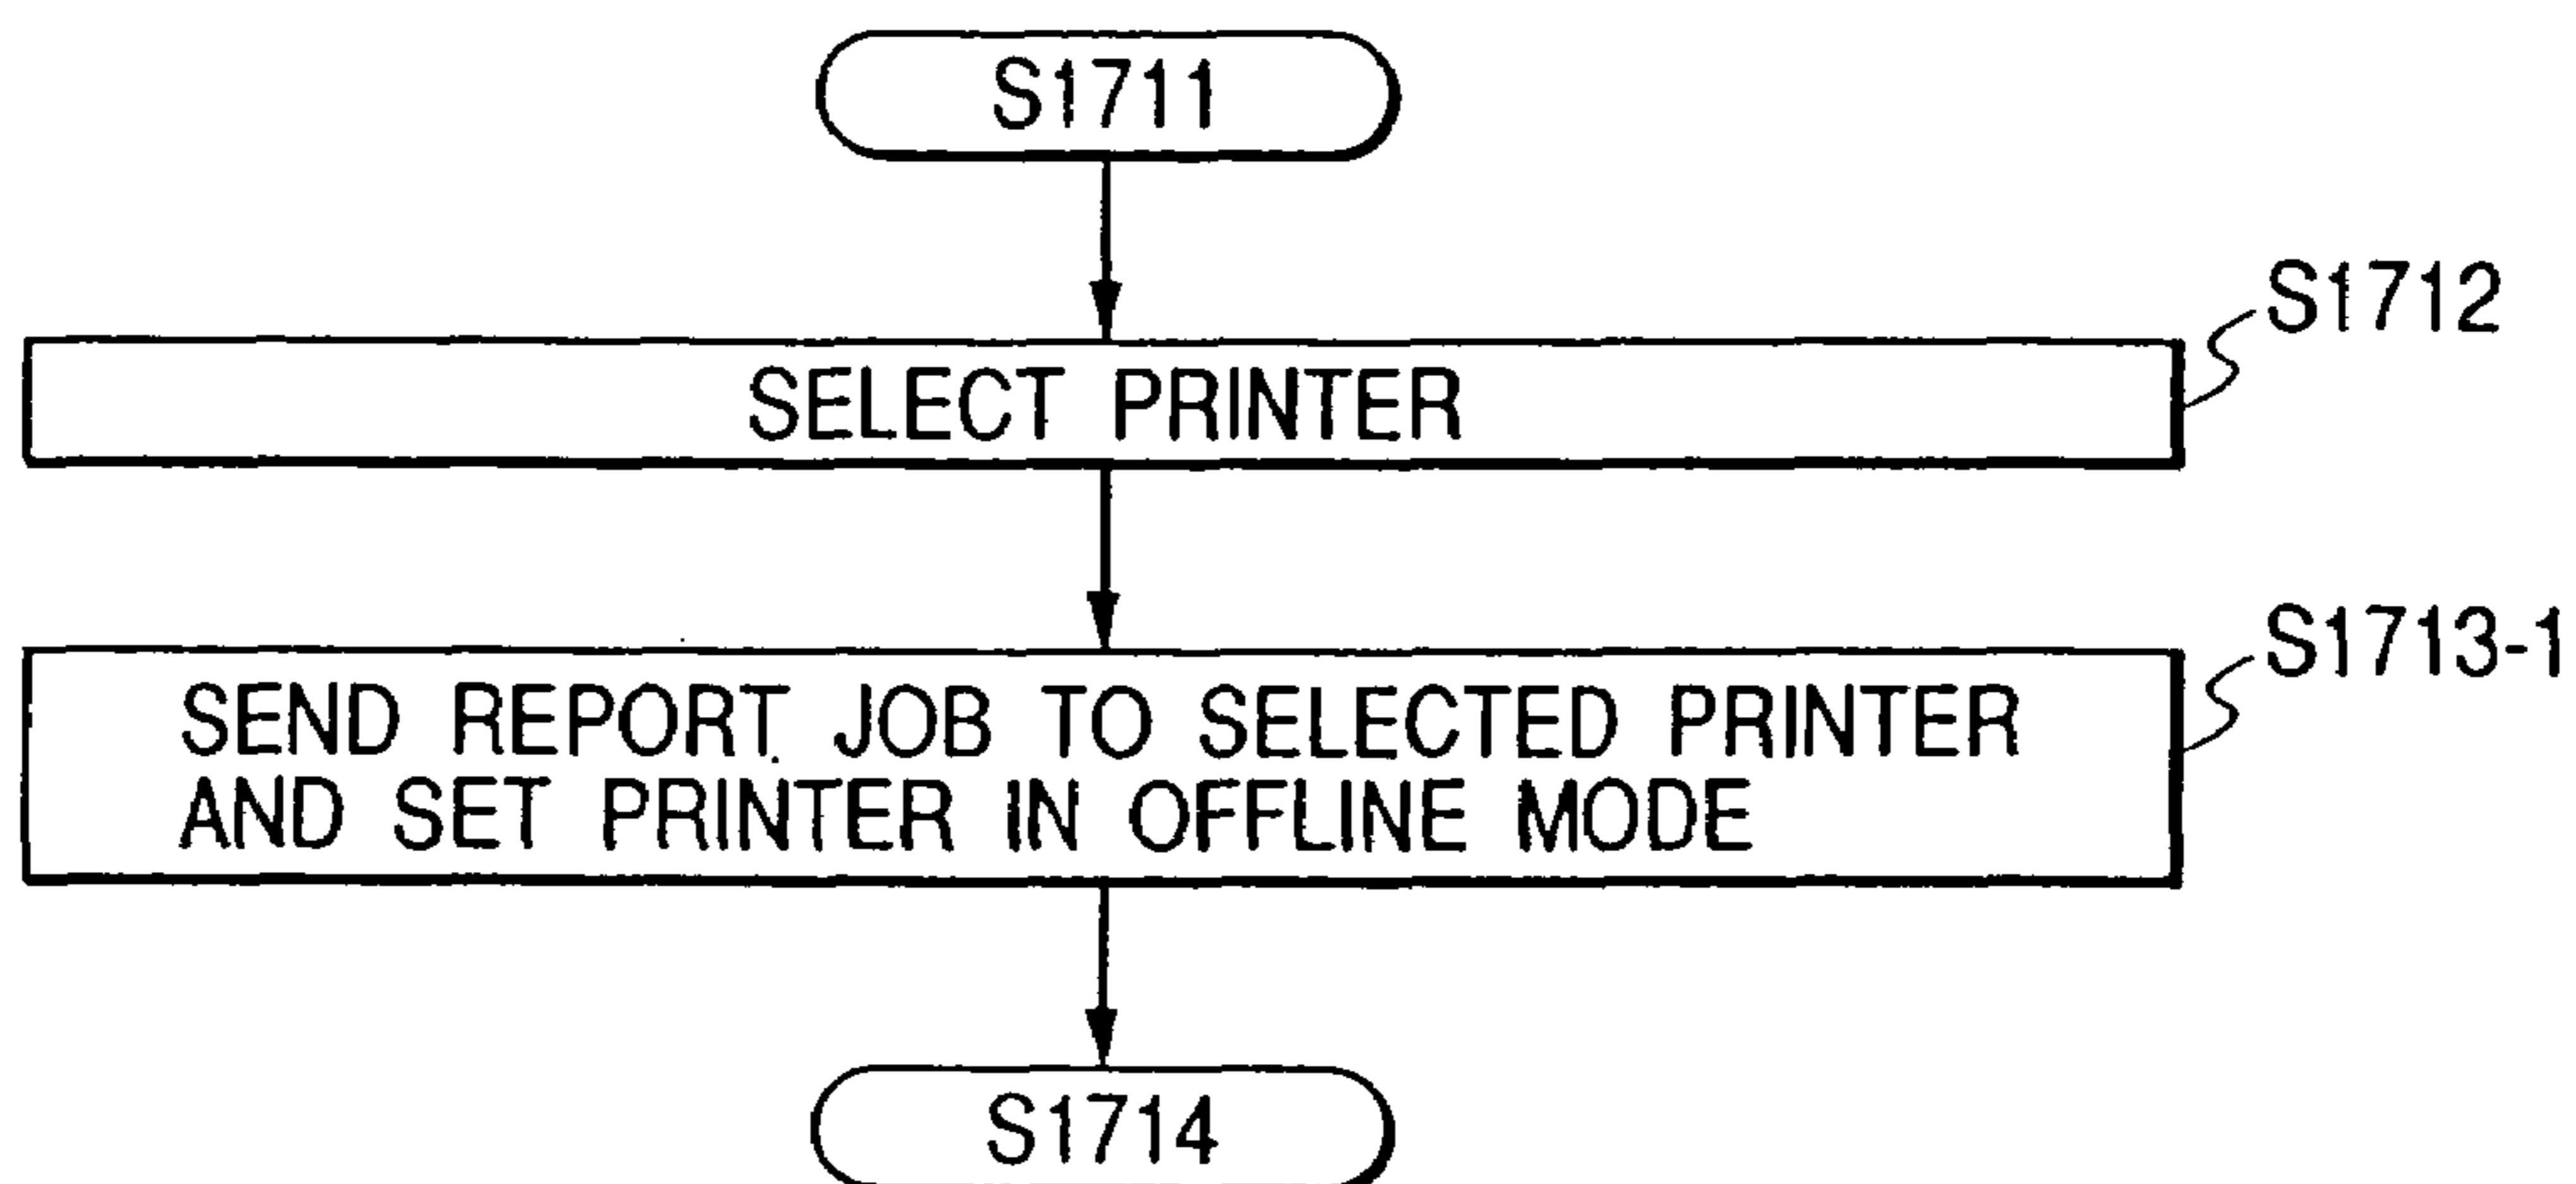 S1711
S1712
SELECT PRINTER
S1713-1
SEND REPORT JOB TO SELECTED PRINTER
AND SET PRINTER IN OFFLINE MODE
S1714